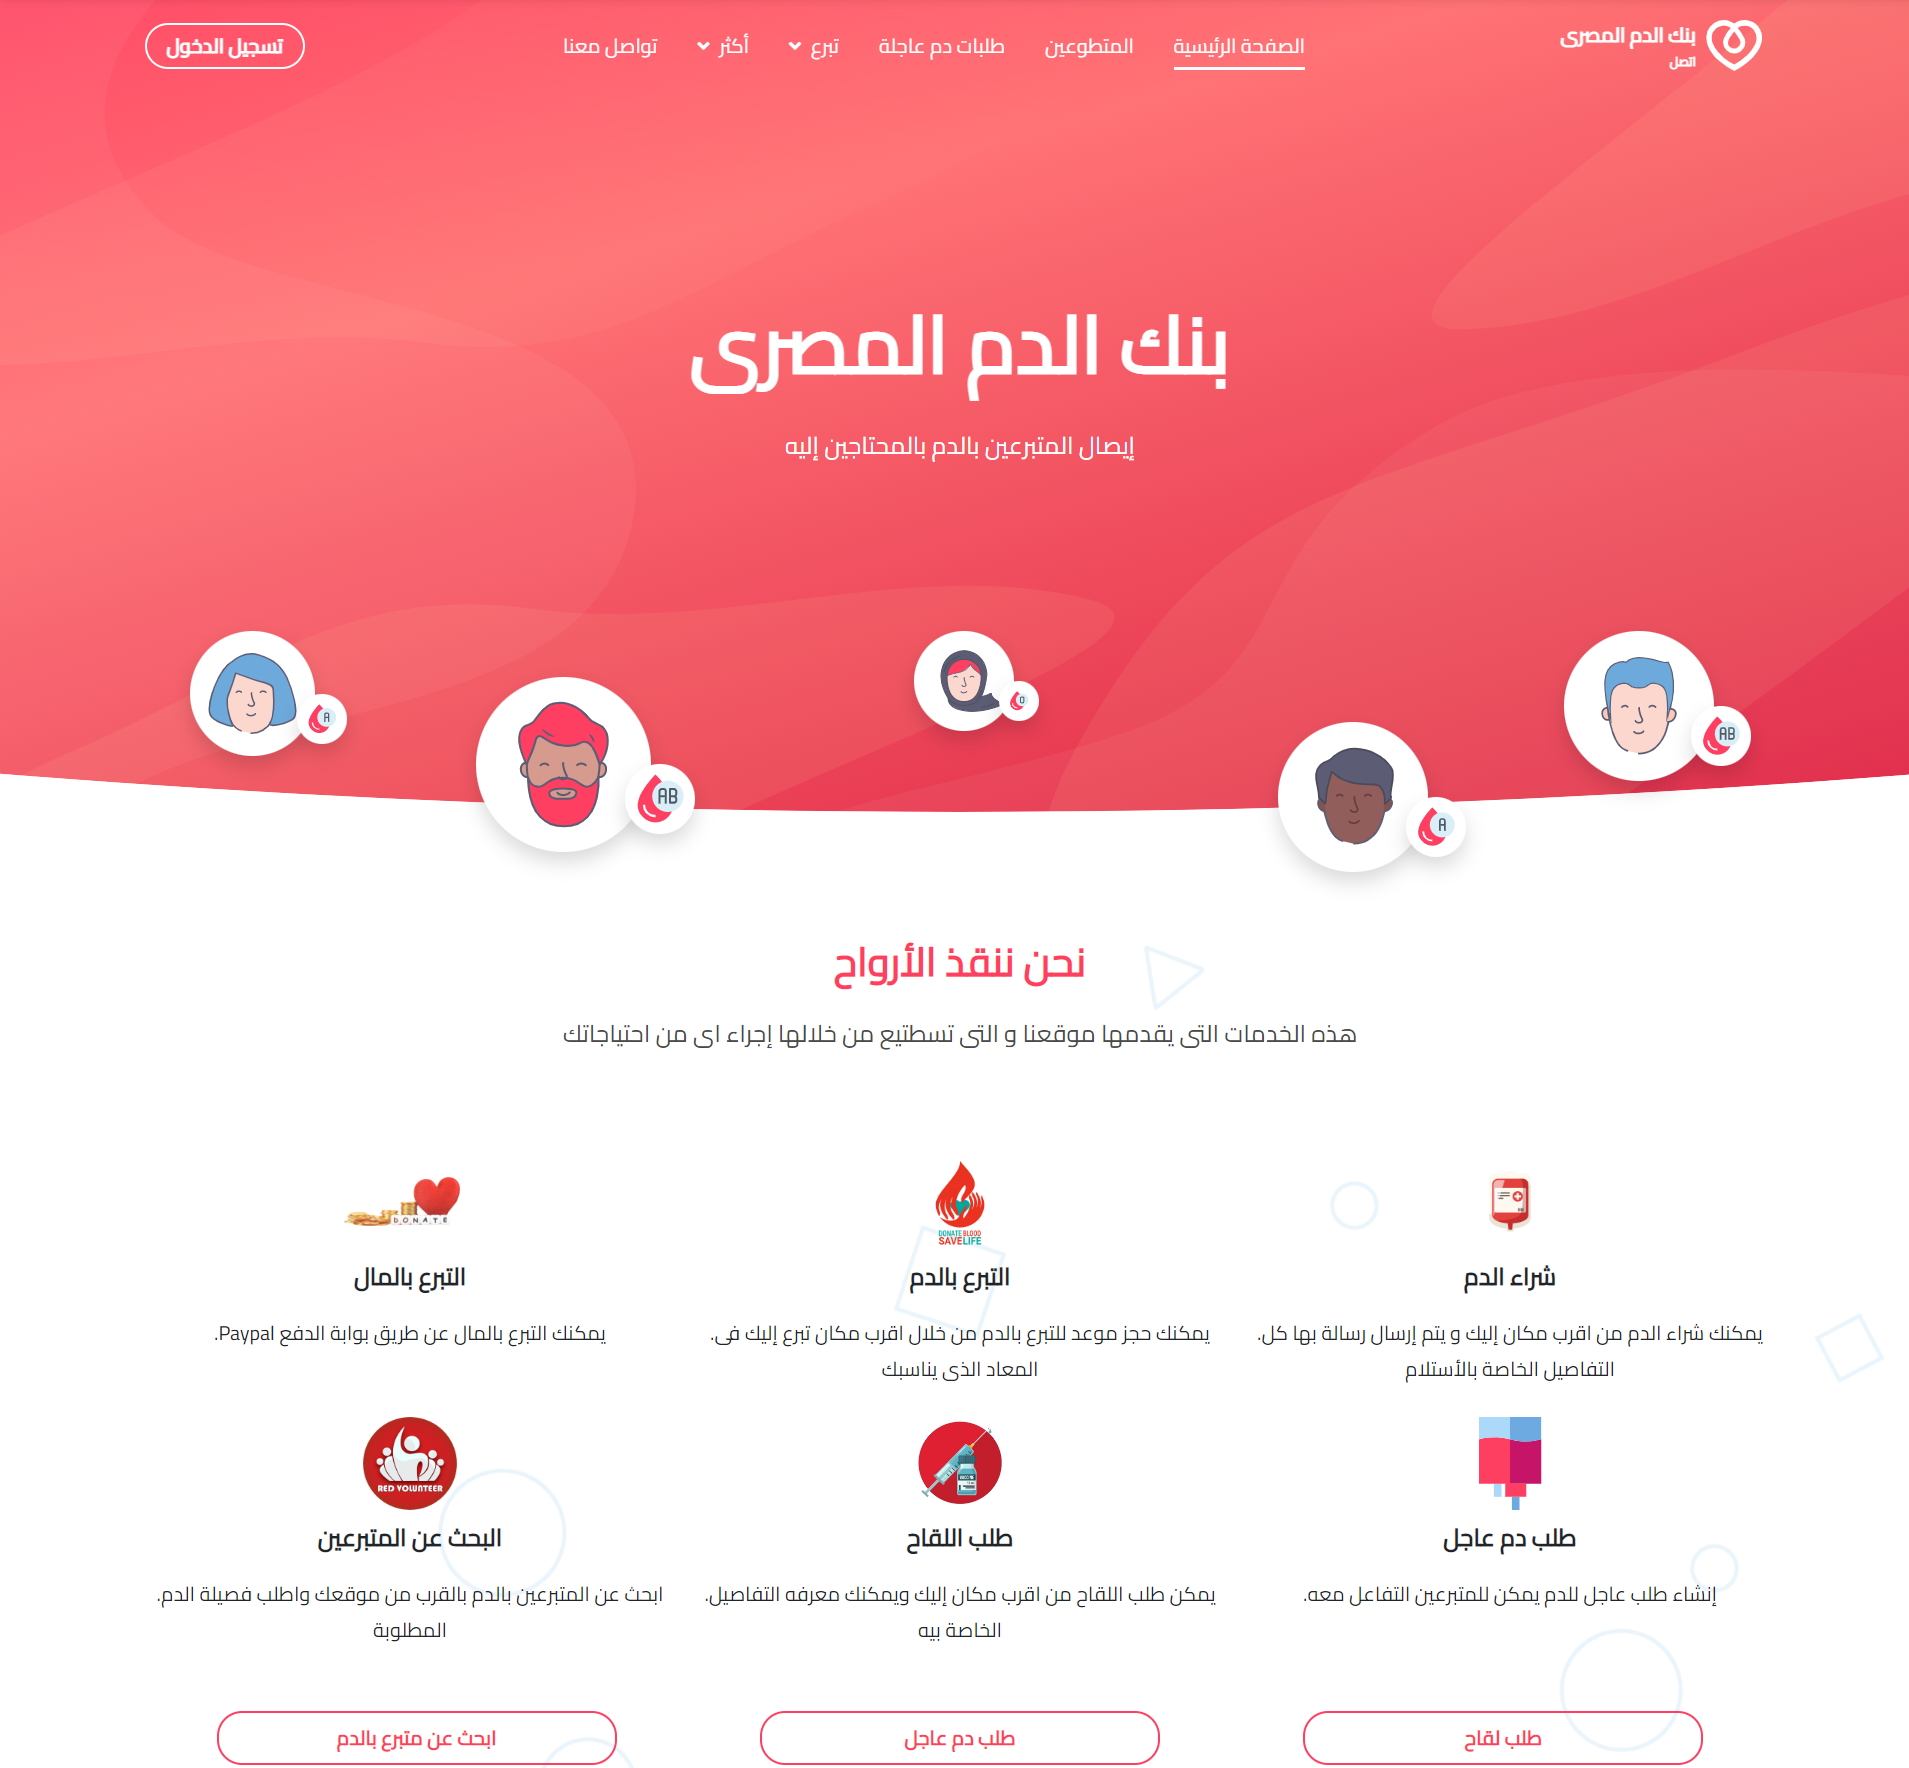 بنك الدم المصرى
اتصل
الصفحة الرئيسية
المتطوعين
طلبات دم عاجلة
تبرع
أكثر
تواصل معنا
تسجيل الدخول
بنك الدم المصرى
إيصال المتبرعين بالدم بالمحتاجين إليه
AB
A
O
AB
A
نحن ننقذ الأرواح
هذه الخدمات التى يقدمها موقعنا و التى تسطتيع من خلالها إجراء اى من احتياجاتك
شراء الدم
يمكنك شراء الدم من اقرب مكان إليك و يتم إرسال رسالة بها كل.
التفاصيل الخاصة بالأستلام
DONATE BLOOD
SAVELIFE
التبرع بالدم
يمكنك حجز موعد للتبرع بالدم من خلال اقرب مكان تبرع إليك فى.
المعاد الذى يناسبك
DONATE
التبرع بالمال
يمكنك التبرع بالمال عن طريق بوابة الدفع Paypal.
طلب دم عاجل
إنشاء طلب عاجل للدم يمكن للمتبرعين التفاعل معه.
طلب اللقاح
يمكن طلب اللقاح من اقرب مكان إليك ويمكنك معرفه التفاصيل.
الخاصة بيه
RED VOLUNTEER
البحث عن المتبرعين
ابحث عن المتبرعين بالدم بالقرب من موقعك واطلب فصيلة الدم.
المطلوبة
طلب لقاح
طلب دم عاجل
ابحث عن متبرع بالدم